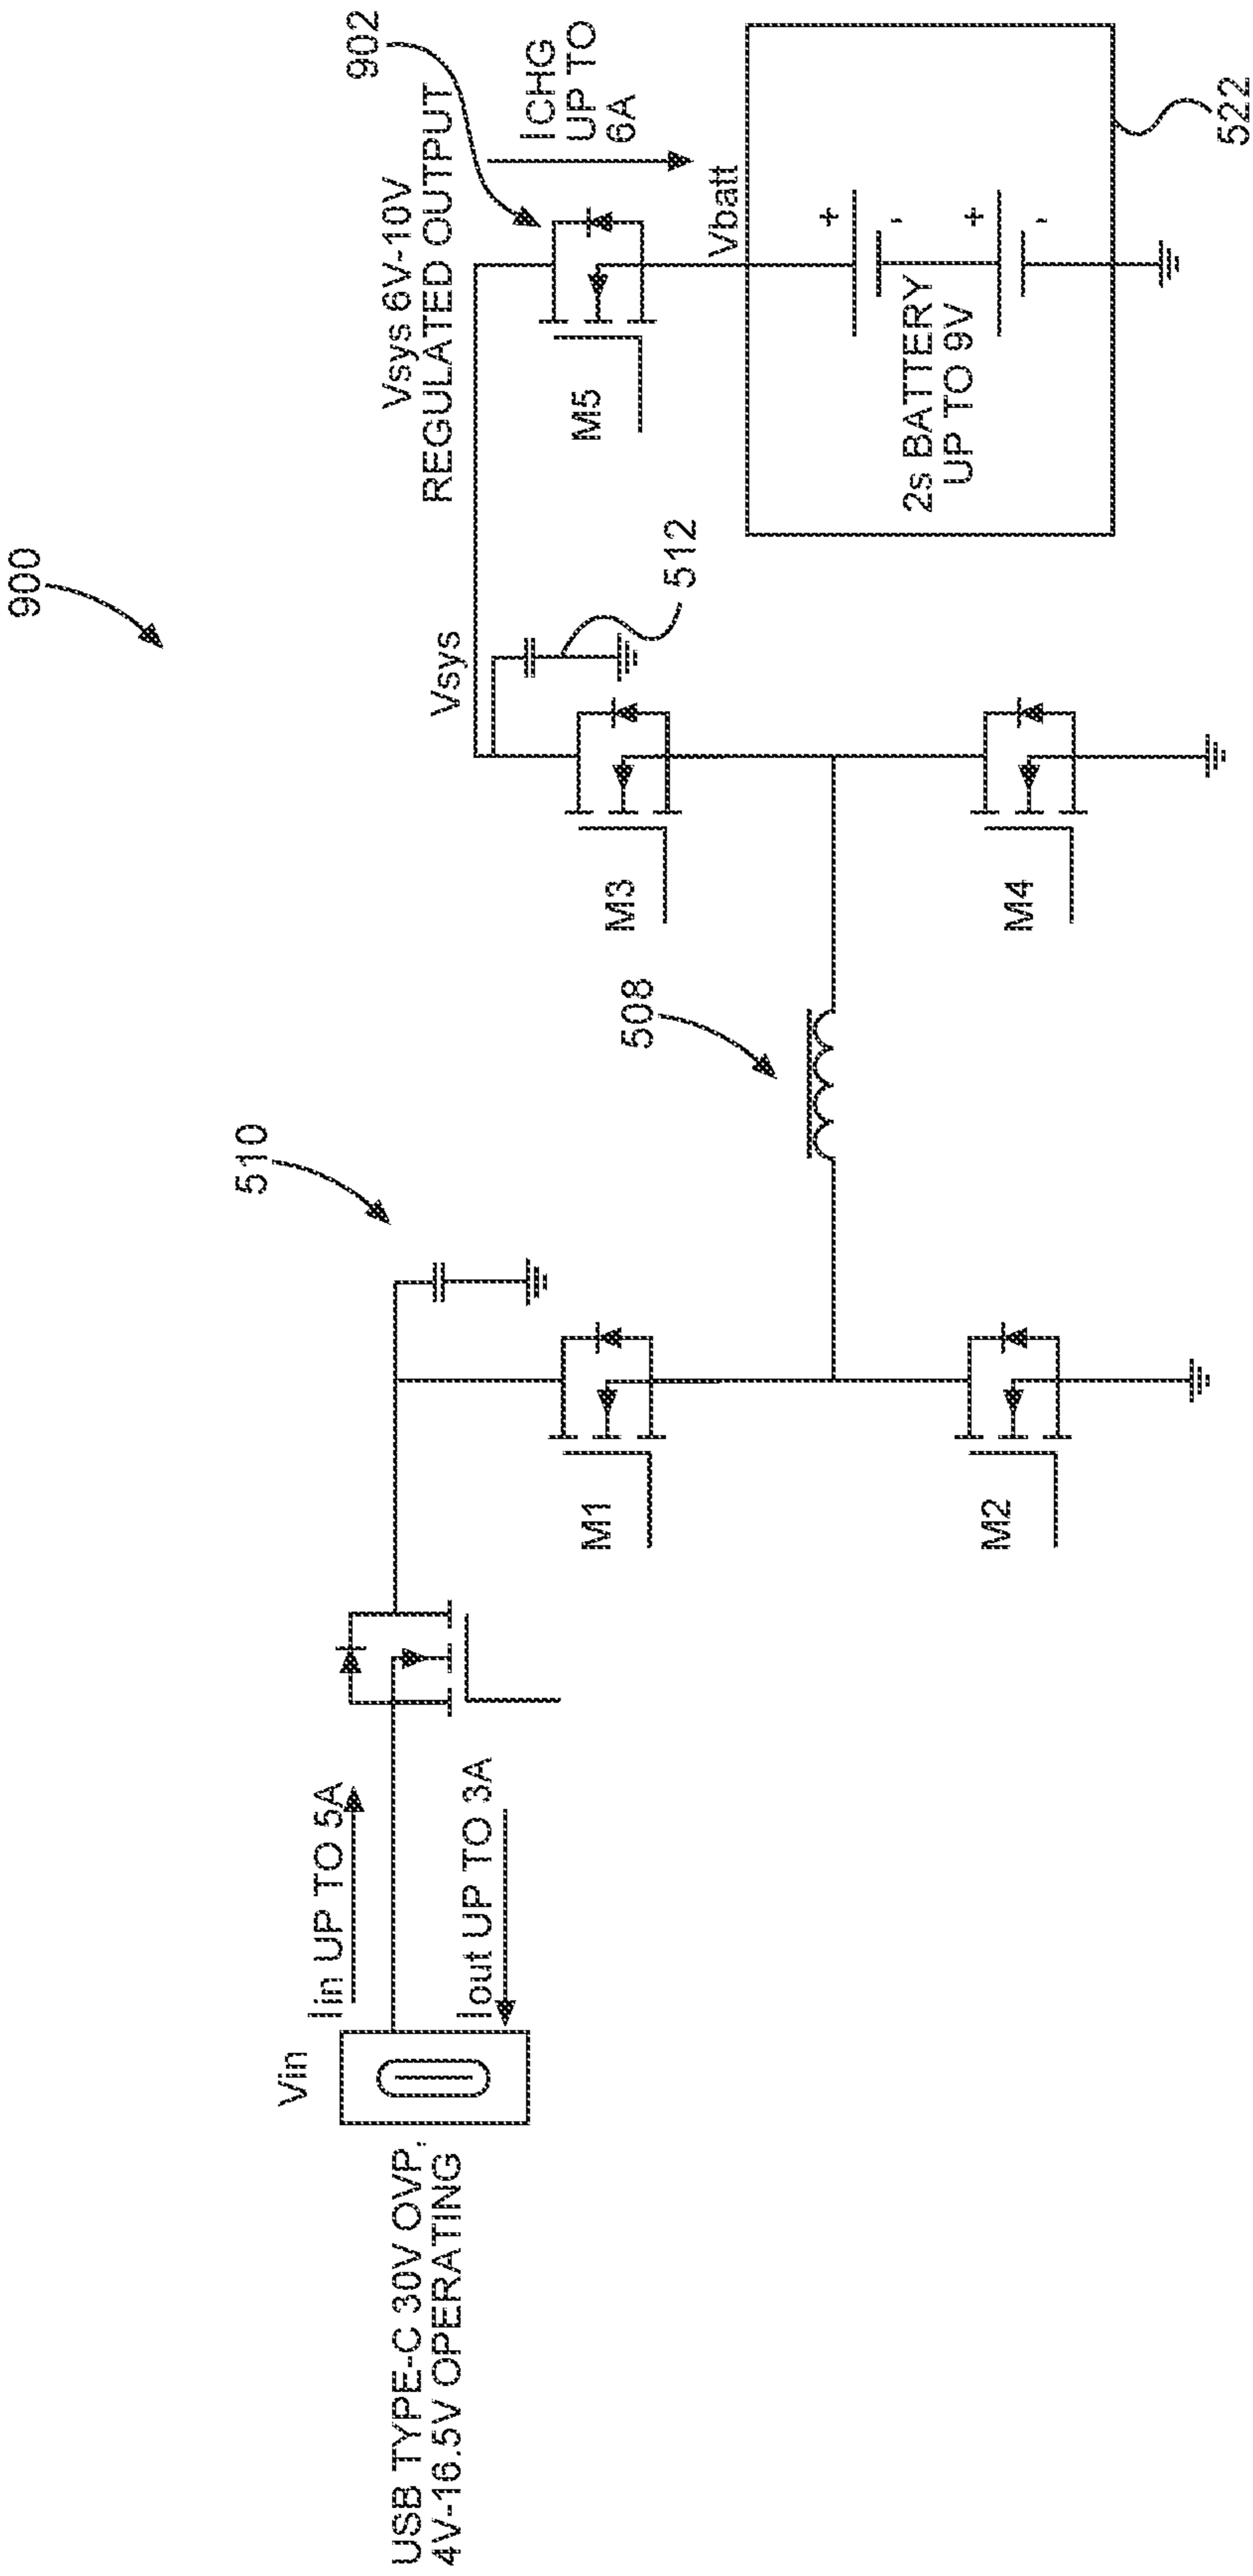 900
USB TYPE-C 30V OVP,
4V-16.5V OPERATING
Vin
Iin UP TO 5A
Iout UP TO 3A
510
M1
M2
508
M3
M4
Vsys
512
Vsys 6V-10V
REGULATED OUTPUT
902
M5
ICHG
UP TO
6A
Vbatt
+
-
+
-
2s BATTERY
UP TO 9V
522